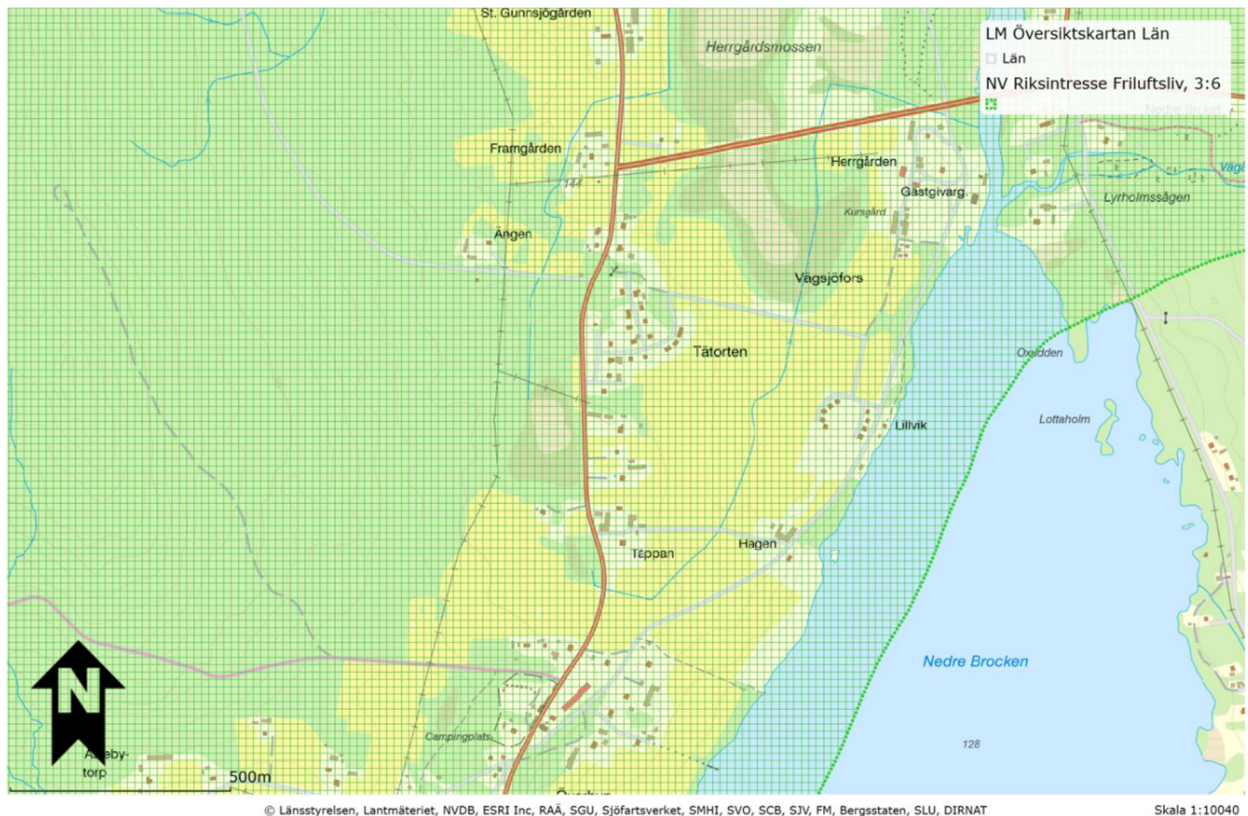 St. Gunnsjögården
Herrgårdsmossen
LM Översiktskartan Län
Län
NV Riksintresse Friluftsliv, 3:6
Nedre Bruket
Framgården
144
Herrgården
Gästgivarg.
Kursgård
Lyrholmssågen
Ängen
Vägsjöfors
Tätorten
Oxudden
Lottaholm
Lillvik
Täppan
Hagen
Nedre Brocken
128
Campingplats
N
torp
500m
© Länsstyrelsen, Lantmäteriet, NVDB, ESRI Inc, RAÄ, SGU, Sjöfartsverket, SMHI, SVO, SCB, SJV, FM, Bergsstaten, SLU, DIRNAT
Skala 1:10040